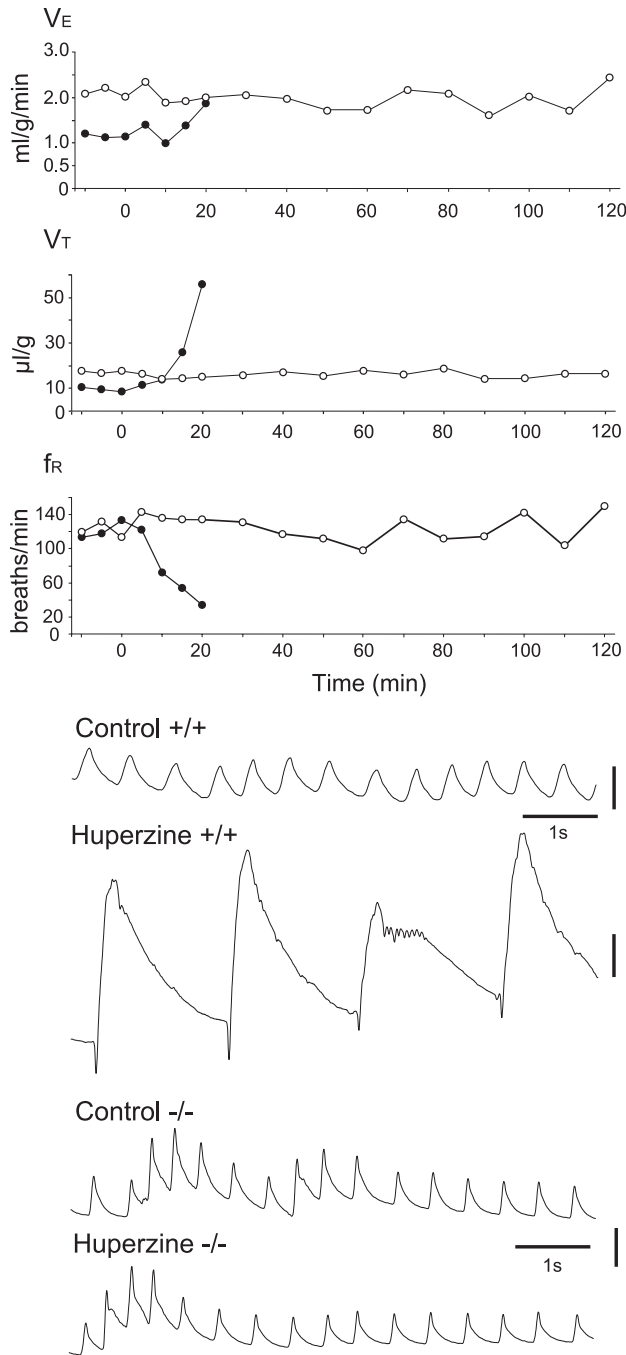 VE
ml/g/min
3.0
2.0
1.0
0.5
0
0 20 40 60 80 100 120
VT
µl/g
50
30
10
0
0 20 40 60 80 100 120
fR
breaths/min
140
100
60
20
0
0 20 40 60 80 100 120
Time (min)
Control +/+
1s
Huperzine +/+
Control -/-
Huperzine -/-
1s